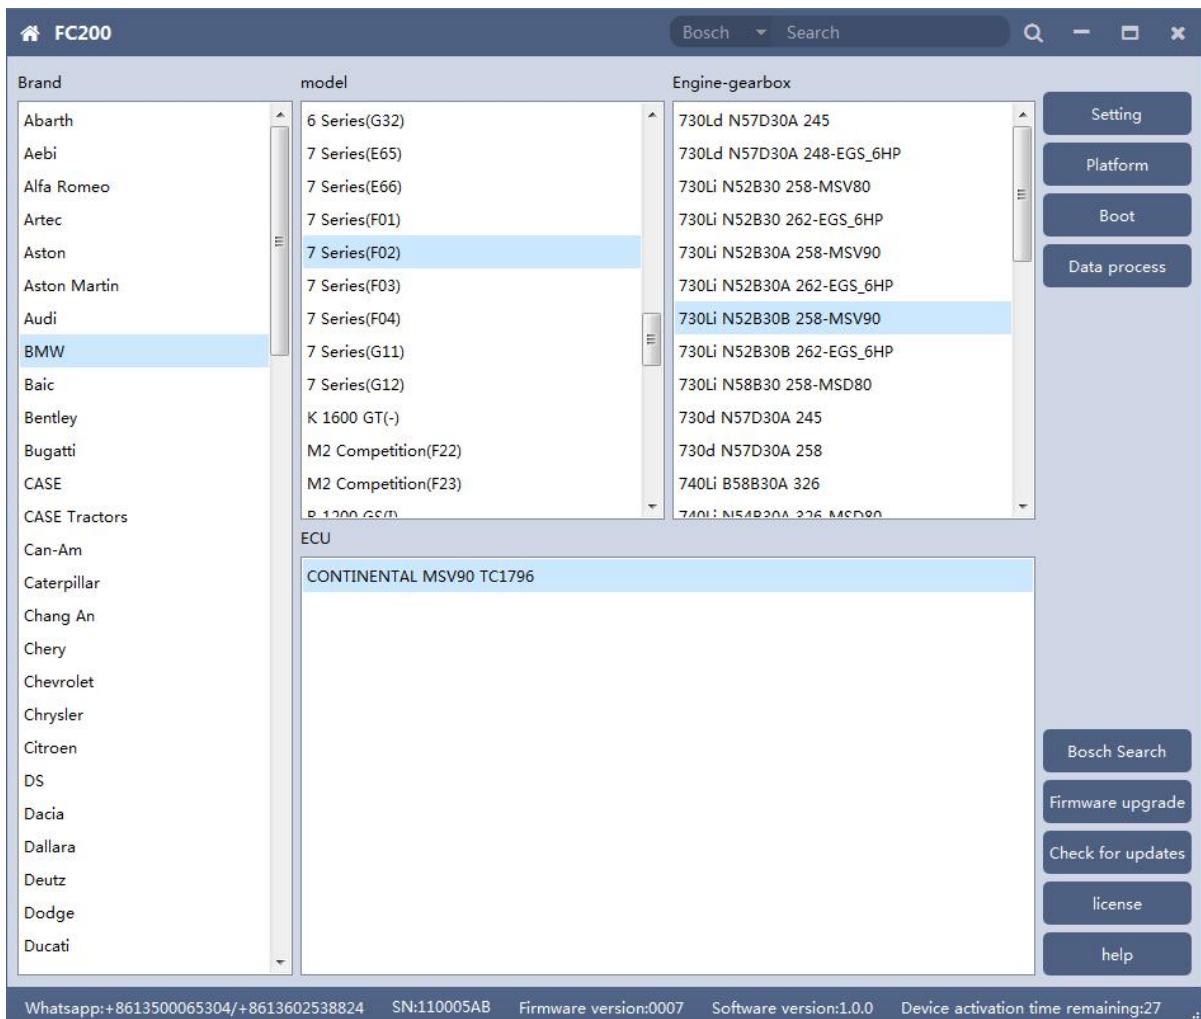 FC200
Bosch Search
Brand
Abarth
Aebi
Alfa Romeo
Artec
Aston
Aston Martin
Audi
BMW
Baic
Bentley
Bugatti
CASE
CASE Tractors
Can-Am
Caterpillar
Chang An
Chery
Chevrolet
Chrysler
Citroen
DS
Dacia
Dallara
Deutz
Dodge
Ducati
model
6 Series(G32)
7 Series(E65)
7 Series(E66)
7 Series(F01)
7 Series(F02)
7 Series(F03)
7 Series(F04)
7 Series(G11)
7 Series(G12)
K 1600 GT(-)
M2 Competition(F22)
M2 Competition(F23)
R 1200 GS(I)
Engine-gearbox
730Ld N57D30A 245
730Ld N57D30A 248-EGS_6HP
730Li N52B30 258-MSV80
730Li N52B30 262-EGS_6HP
730Li N52B30A 258-MSV90
730Li N52B30A 262-EGS_6HP
730Li N52B30B 258-MSV90
730Li N52B30B 262-EGS_6HP
730Li N58B30 258-MSD80
730d N57D30A 245
730d N57D30A 258
740Li B58B30A 326
740Li N54B30A 326 MSD80
ECU
CONTINENTAL MSV90 TC1796
Setting
Platform
Boot
Data process
Bosch Search
Firmware upgrade
Check for updates
license
help
Whatsapp:+8613500065304/+8613602538824 SN:110005AB Firmware version:0007 Software version:1.0.0 Device activation time remaining:27